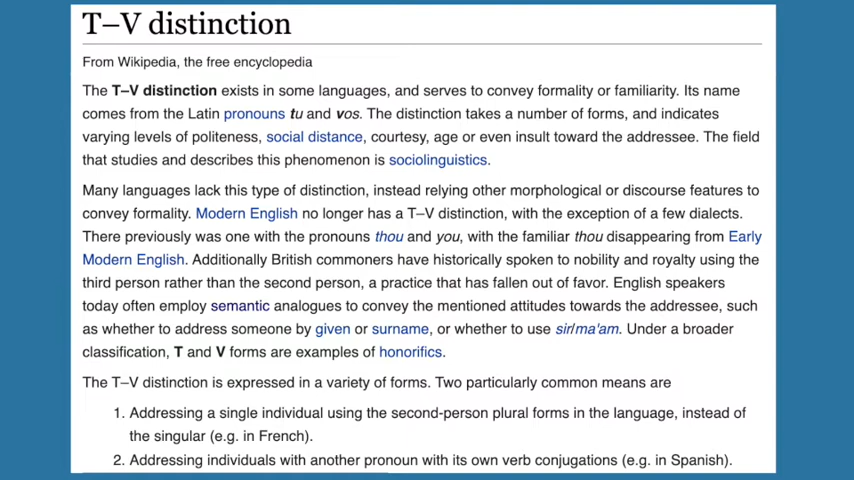 T–V distinction
From Wikipedia, the free encyclopedia
The T–V distinction exists in some languages, and serves to convey formality or familiarity. Its name
comes from the Latin pronouns tu and vos. The distinction takes a number of forms, and indicates
varying levels of politeness, social distance, courtesy, age or even insult toward the addressee. The field
that studies and describes this phenomenon is sociolinguistics.
Many languages lack this type of distinction, instead relying other morphological or discourse features to
convey formality. Modern English no longer has a T–V distinction, with the exception of a few dialects.
There previously was one with the pronouns thou and you, with the familiar thou disappearing from Early
Modern English. Additionally British commoners have historically spoken to nobility and royalty using the
third person rather than the second person, a practice that has fallen out of favor. English speakers
today often employ semantic analogues to convey the mentioned attitudes towards the addressee, such
as whether to address someone by given or surname, or whether to use sir/ma'am. Under a broader
classification, T and V forms are examples of honorifics.
The T–V distinction is expressed in a variety of forms. Two particularly common means are
1. Addressing a single individual using the second-person plural forms in the language, instead of
the singular (e.g. in French).
2. Addressing individuals with another pronoun with its own verb conjugations (e.g. in Spanish).